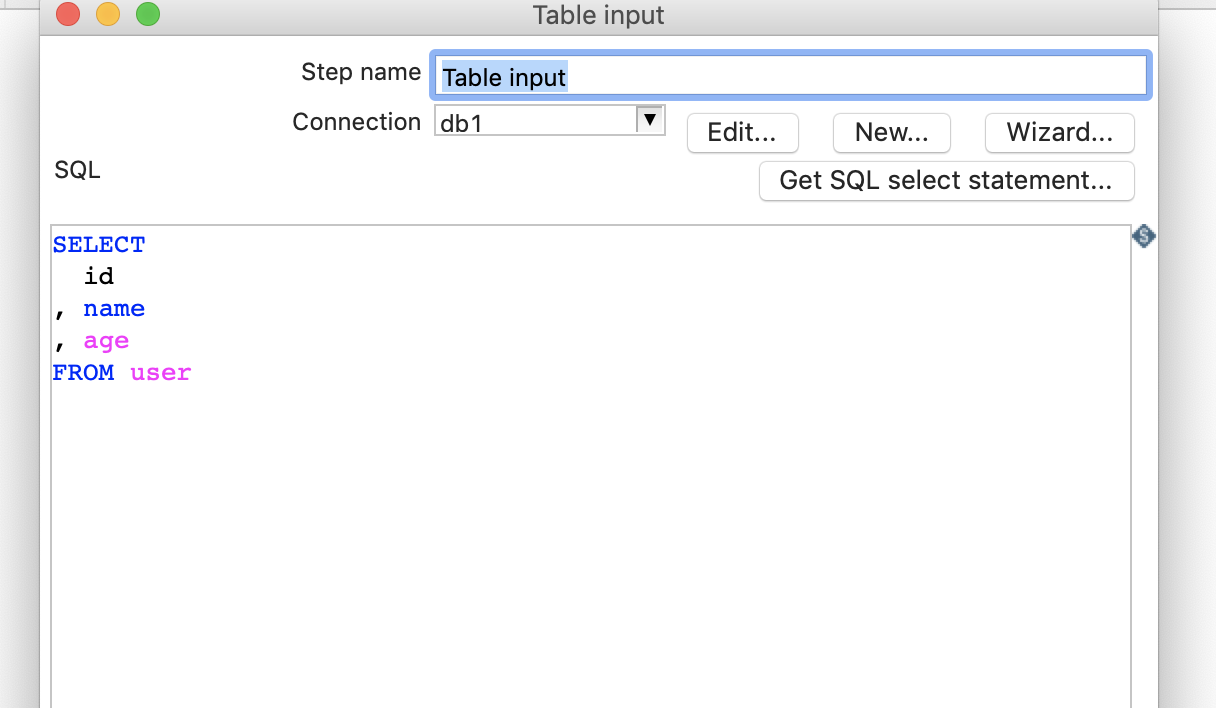 Table input
Step name Table input
Connection db1 Edit... New... Wizard...
SQL Get SQL select statement...
SELECT
id
, name
, age
FROM user